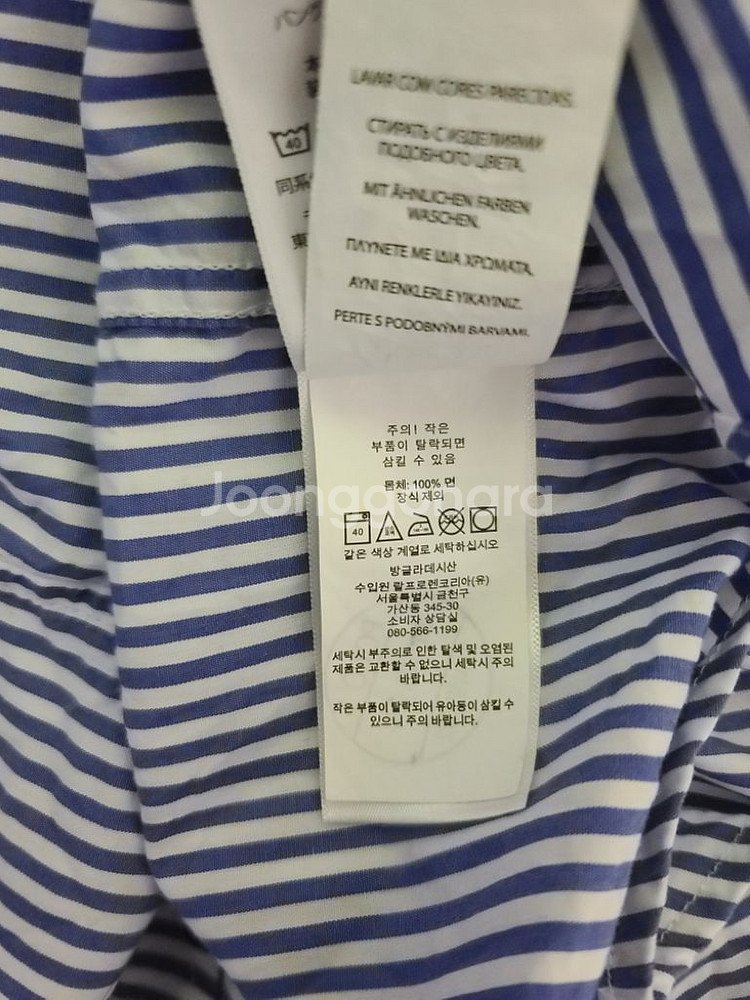 40
LAVAR COM CORES PARECIDAS.
СТИРАТЬ С ИЗДЕЛИЯМИ
ПОДОБНОГО ЦВЕТА.
MIT ÄHNLICHEN FARBEN
WASCHEN.
ΠΛΥΝΕΤΕ ΜΕ ΙΔΙΑ ΧΡΩΜΑΤΑ.
AYNI RENKLERLE YIKAYINIZ.
PERTE S PODOBNÝMI BARVAMI.
주의! 작은
부품이 탈락되면
삼킬 수 있음
몸체: 100% 면
장식 제외
Joonggonara
40
같은 색상 계열로 세탁하십시오
방글라데시산
수입원 랄프로렌코리아(유)
서울특별시 금천구
가산동 345-30
소비자 상담실
080-566-1199
세탁시 부주의로 인한 탈색 및 오염된
제품은 교환할 수 없으니 세탁시 주의
바랍니다.
작은 부품이 탈락되어 유아동이 삼킬 수
있으니 주의 바랍니다.